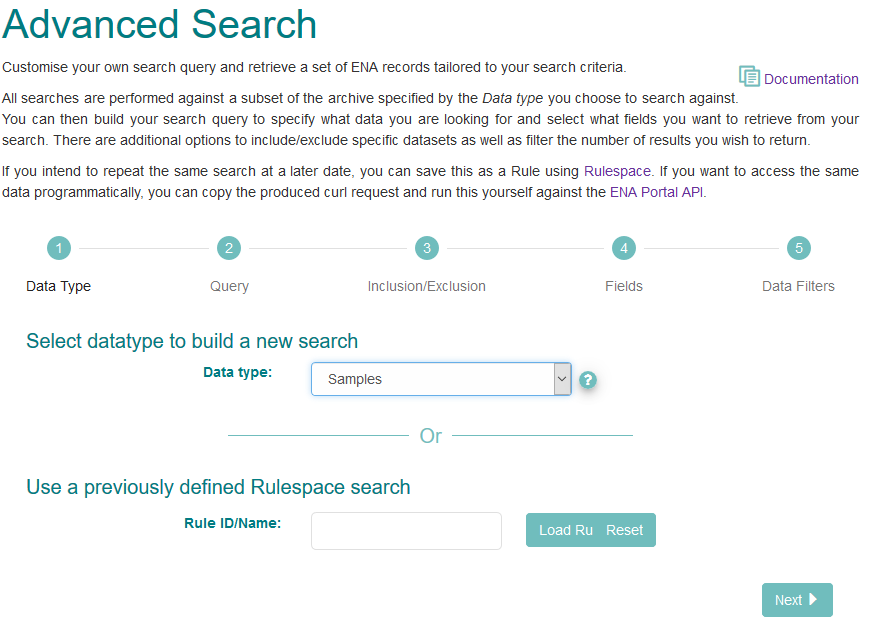 Advanced Search
Customise your own search query and retrieve a set of ENA records tailored to your search criteria.
Documentation
All searches are performed against a subset of the archive specified by the Data type you choose to search against.
You can then build your search query to specify what data you are looking for and select what fields you want to retrieve from your
search. There are additional options to include/exclude specific datasets as well as filter the number of results you wish to return.
If you intend to repeat the same search at a later date, you can save this as a Rule using Rulespace. If you want to access the same
data programmatically, you can copy the produced curl request and run this yourself against the ENA Portal API.
1 2 3 4 5
Data Type Query Inclusion/Exclusion Fields Data Filters
Select datatype to build a new search
Data type: Samples ?
Or
Use a previously defined Rulespace search
Rule ID/Name: Load Ru Reset
Next